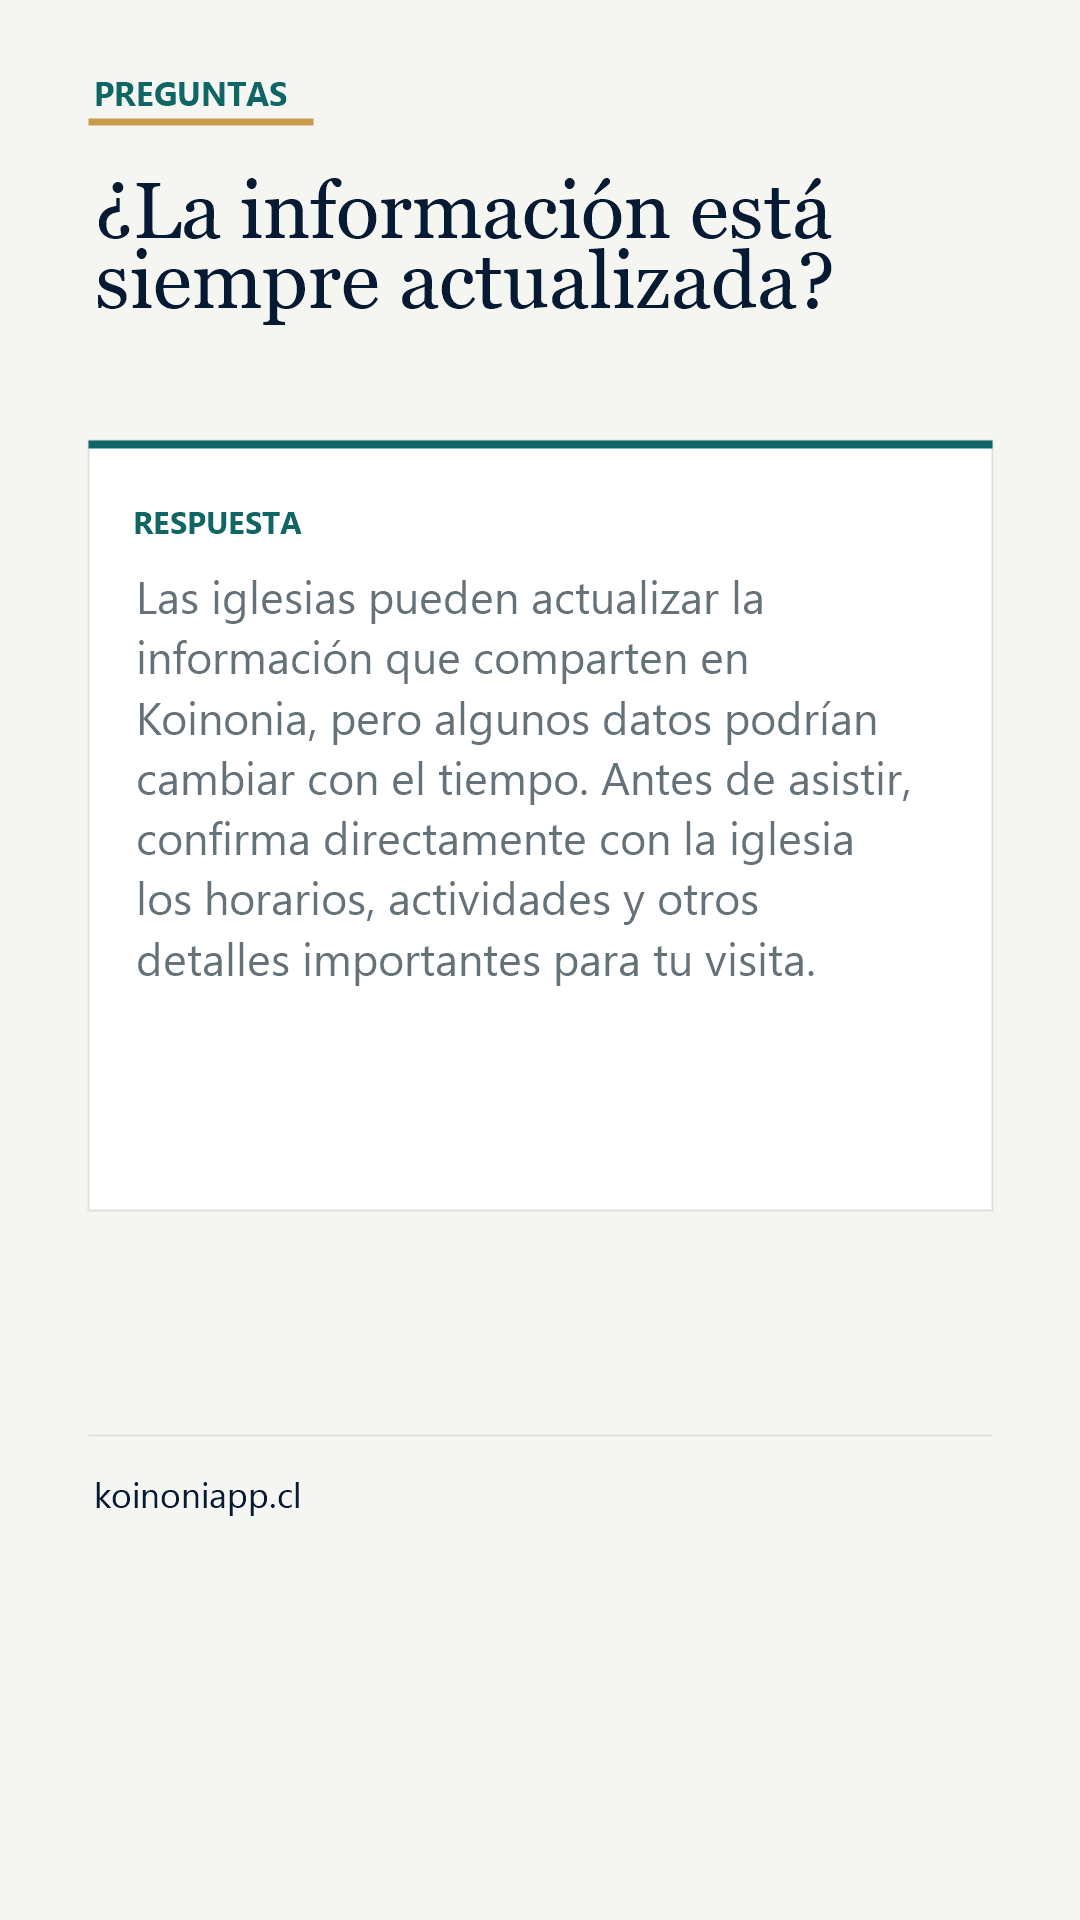 PREGUNTAS
¿La información está
siempre actualizada?
RESPUESTA
Las iglesias pueden actualizar la
información que comparten en
Koinonia, pero algunos datos podrían
cambiar con el tiempo. Antes de asistir,
confirma directamente con la iglesia
los horarios, actividades y otros
detalles importantes para tu visita.
koinoniapp.cl